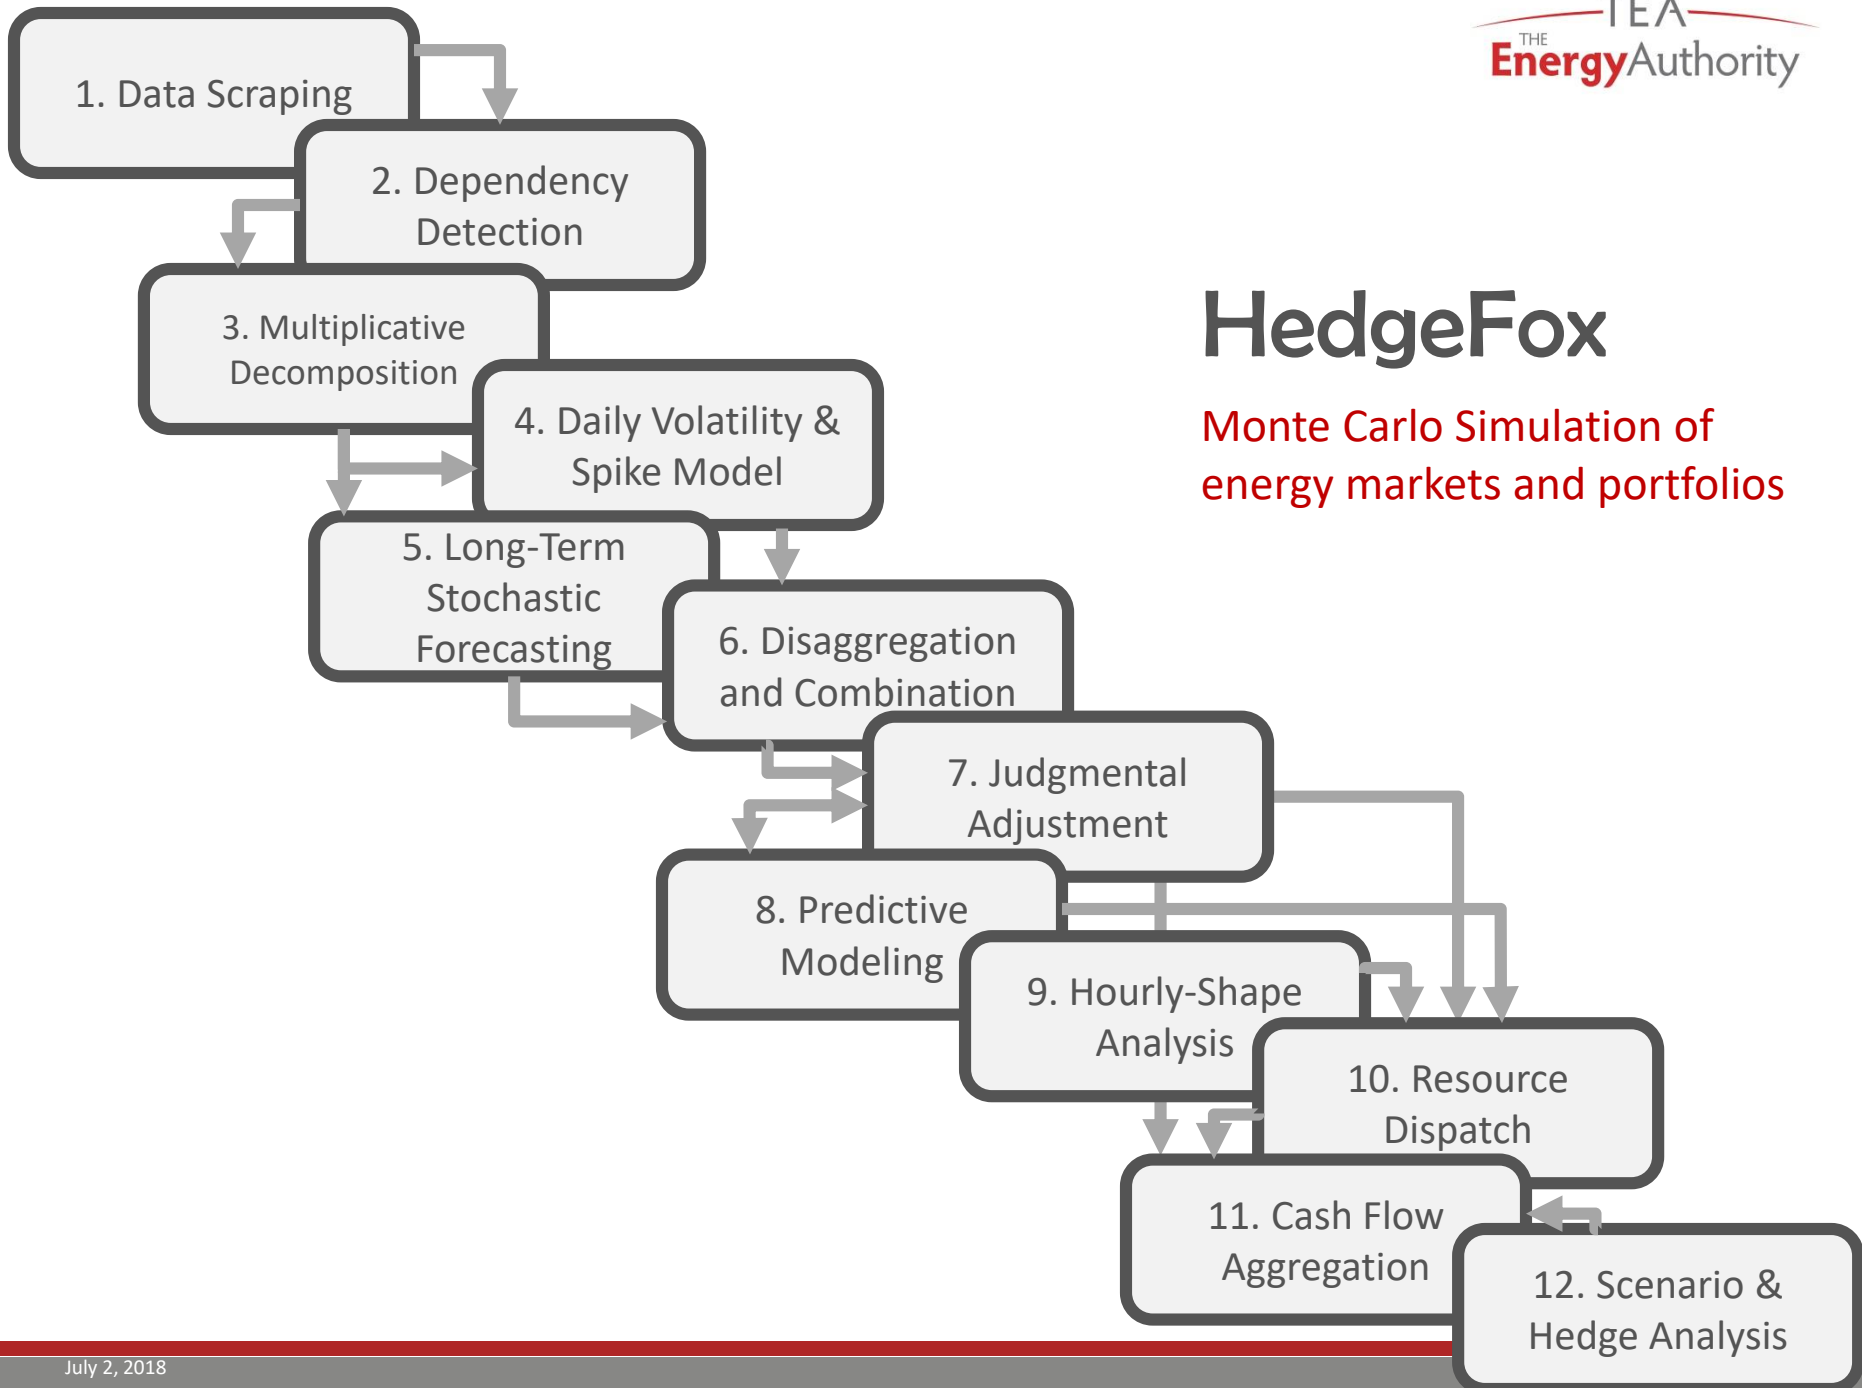 TEA
THE
EnergyAuthority
1. Data Scraping
2. Dependency
Detection
3. Multiplicative
Decomposition
4. Daily Volatility &
Spike Model
HedgeFox
Monte Carlo Simulation of
energy markets and portfolios
5. Long-Term
Stochastic
Forecasting
6. Disaggregation
and Combination
7. Judgmental
Adjustment
8. Predictive
Modeling
9. Hourly-Shape
Analysis
10. Resource
Dispatch
11. Cash Flow
Aggregation
12. Scenario &
Hedge Analysis
July 2, 2018